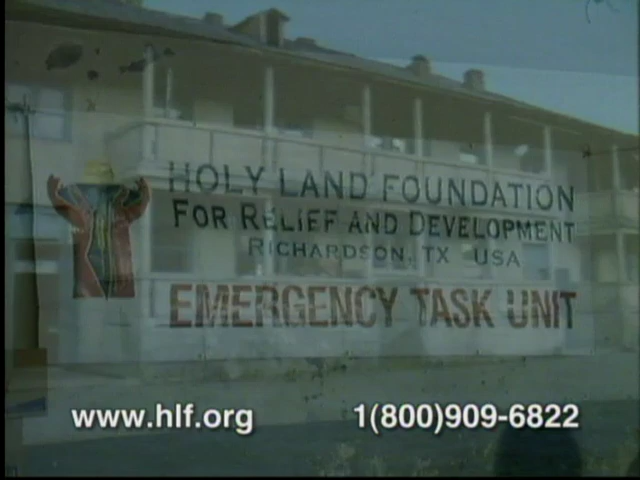 HOLY LAND FOUNDATION
FOR RELIEF AND DEVELOPMENT
RICHARDSON, TX USA
EMERGENCY TASK UNIT
www.hlf.org 1(800)909-6822